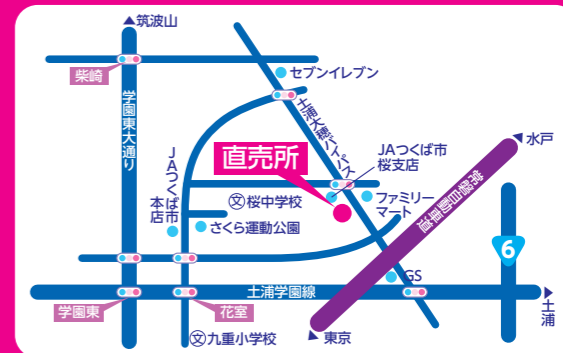 ▲筑波山
柴崎
セブンイレブン
学園東大通り
土浦大穂バイパス
水戸
JAつくば市
桜支店
直売所
JAつくば市
本店
文桜中学校
ファミリー
マート
さくら運動公園
常磐自動車道
6
GS
土浦学園線
学園東
花室
土浦
文九重小学校
東京